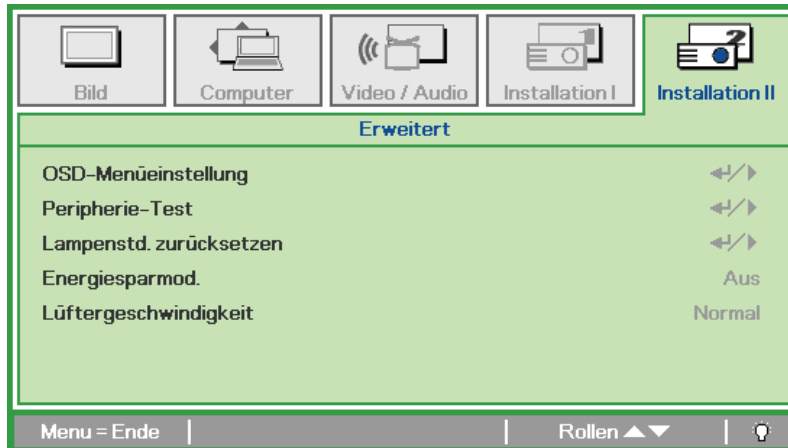 Bild
Computer
Video / Audio
Installation I
Installation II
Erweitert
OSD-Menüeinstellung
Peripherie-Test
Lampenstd. zurücksetzen
Energiesparmod. Aus
Lüftergeschwindigkeit Normal
Menu = Ende Rollen ▲▼